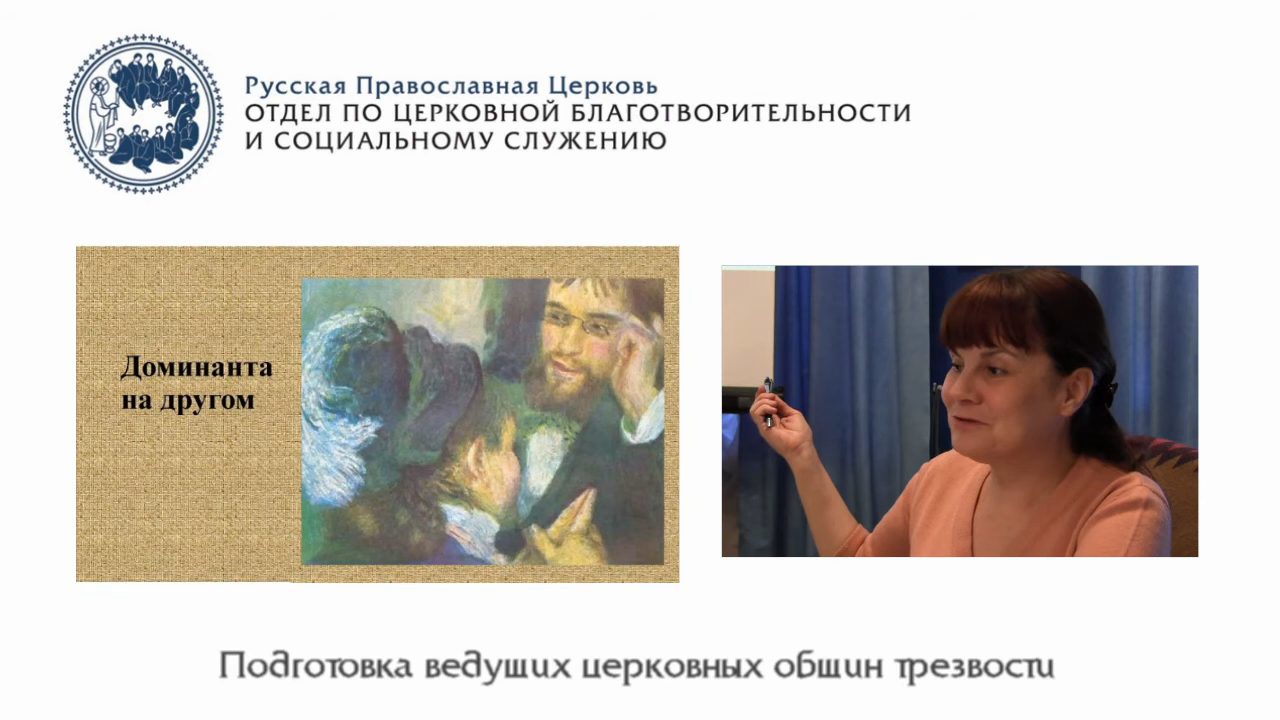 Русская Православная Церковь
ОТДЕЛ ПО ЦЕРКОВНОЙ БЛАГОТВОРИТЕЛЬНОСТИ
И СОЦИАЛЬНОМУ СЛУЖЕНИЮ
Доминанта
на другом
Подготовка ведущих церковных общин трезвости